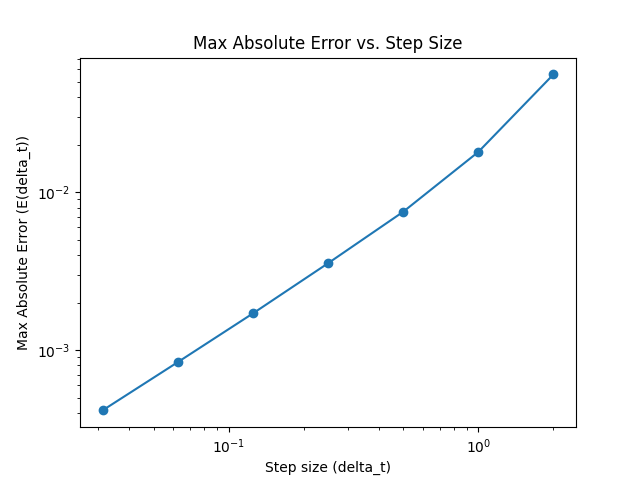 Max Absolute Error vs. Step Size
Max Absolute Error (E(delta_t))
10⁻²
10⁻³
10⁻¹
10⁰
Step size (delta_t)